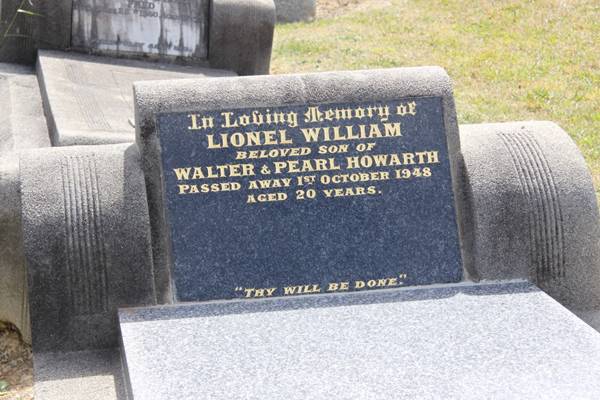 In Loving Memory of
LIONEL WILLIAM
BELOVED SON OF
WALTER & PEARL HOWARTH
PASSED AWAY 1ST OCTOBER 1948
AGED 20 YEARS.
"THY WILL BE DONE."